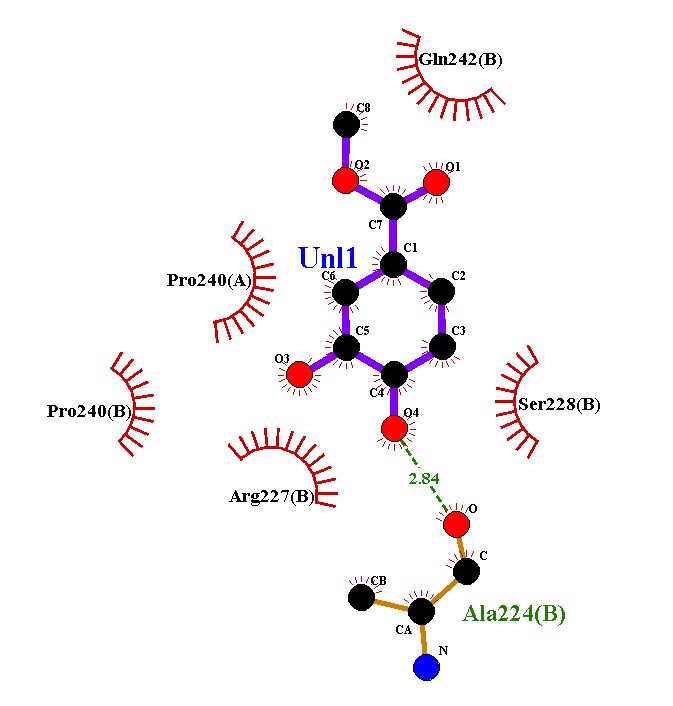 Gln242(B)
C8
O2
O1
C7
C1
Unl1
C6
C2
Pro240(A)
C5
C3
O3
C4
Pro240(B)
Ser228(B)
O4
2.84
Arg227(B)
O
C
CB
Ala224(B)
CA
N